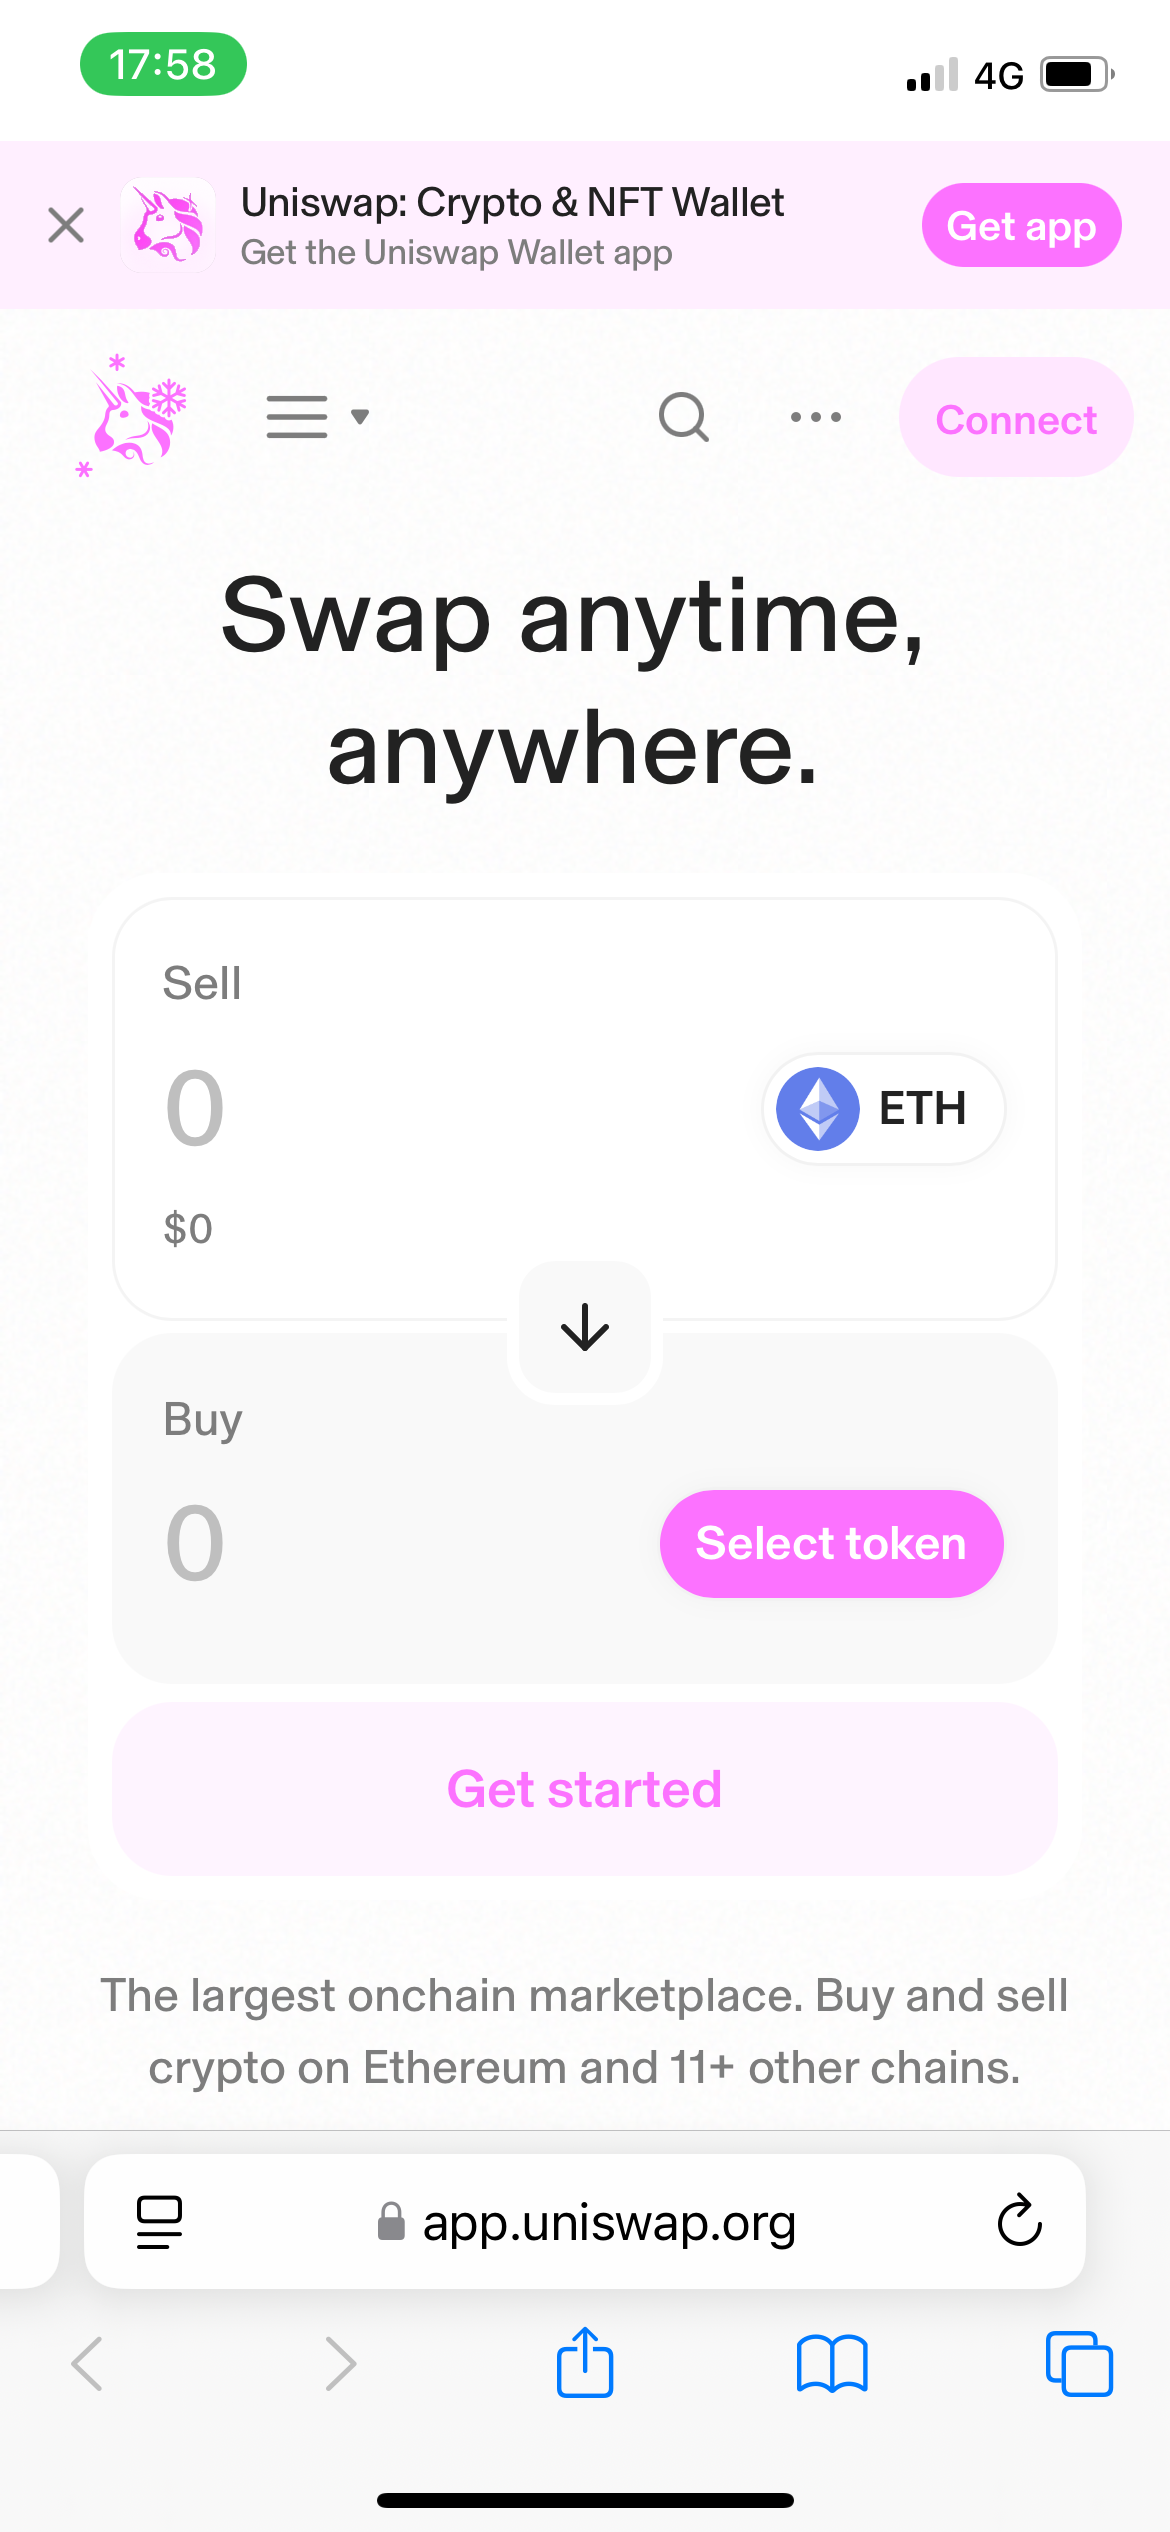 17:58
4G
Uniswap: Crypto & NFT Wallet
Get the Uniswap Wallet app
Get app
Connect
Swap anytime,
anywhere.
Sell
0
ETH
$0
Buy
0
Select token
Get started
The largest onchain marketplace. Buy and sell
crypto on Ethereum and 11+ other chains.
app.uniswap.org